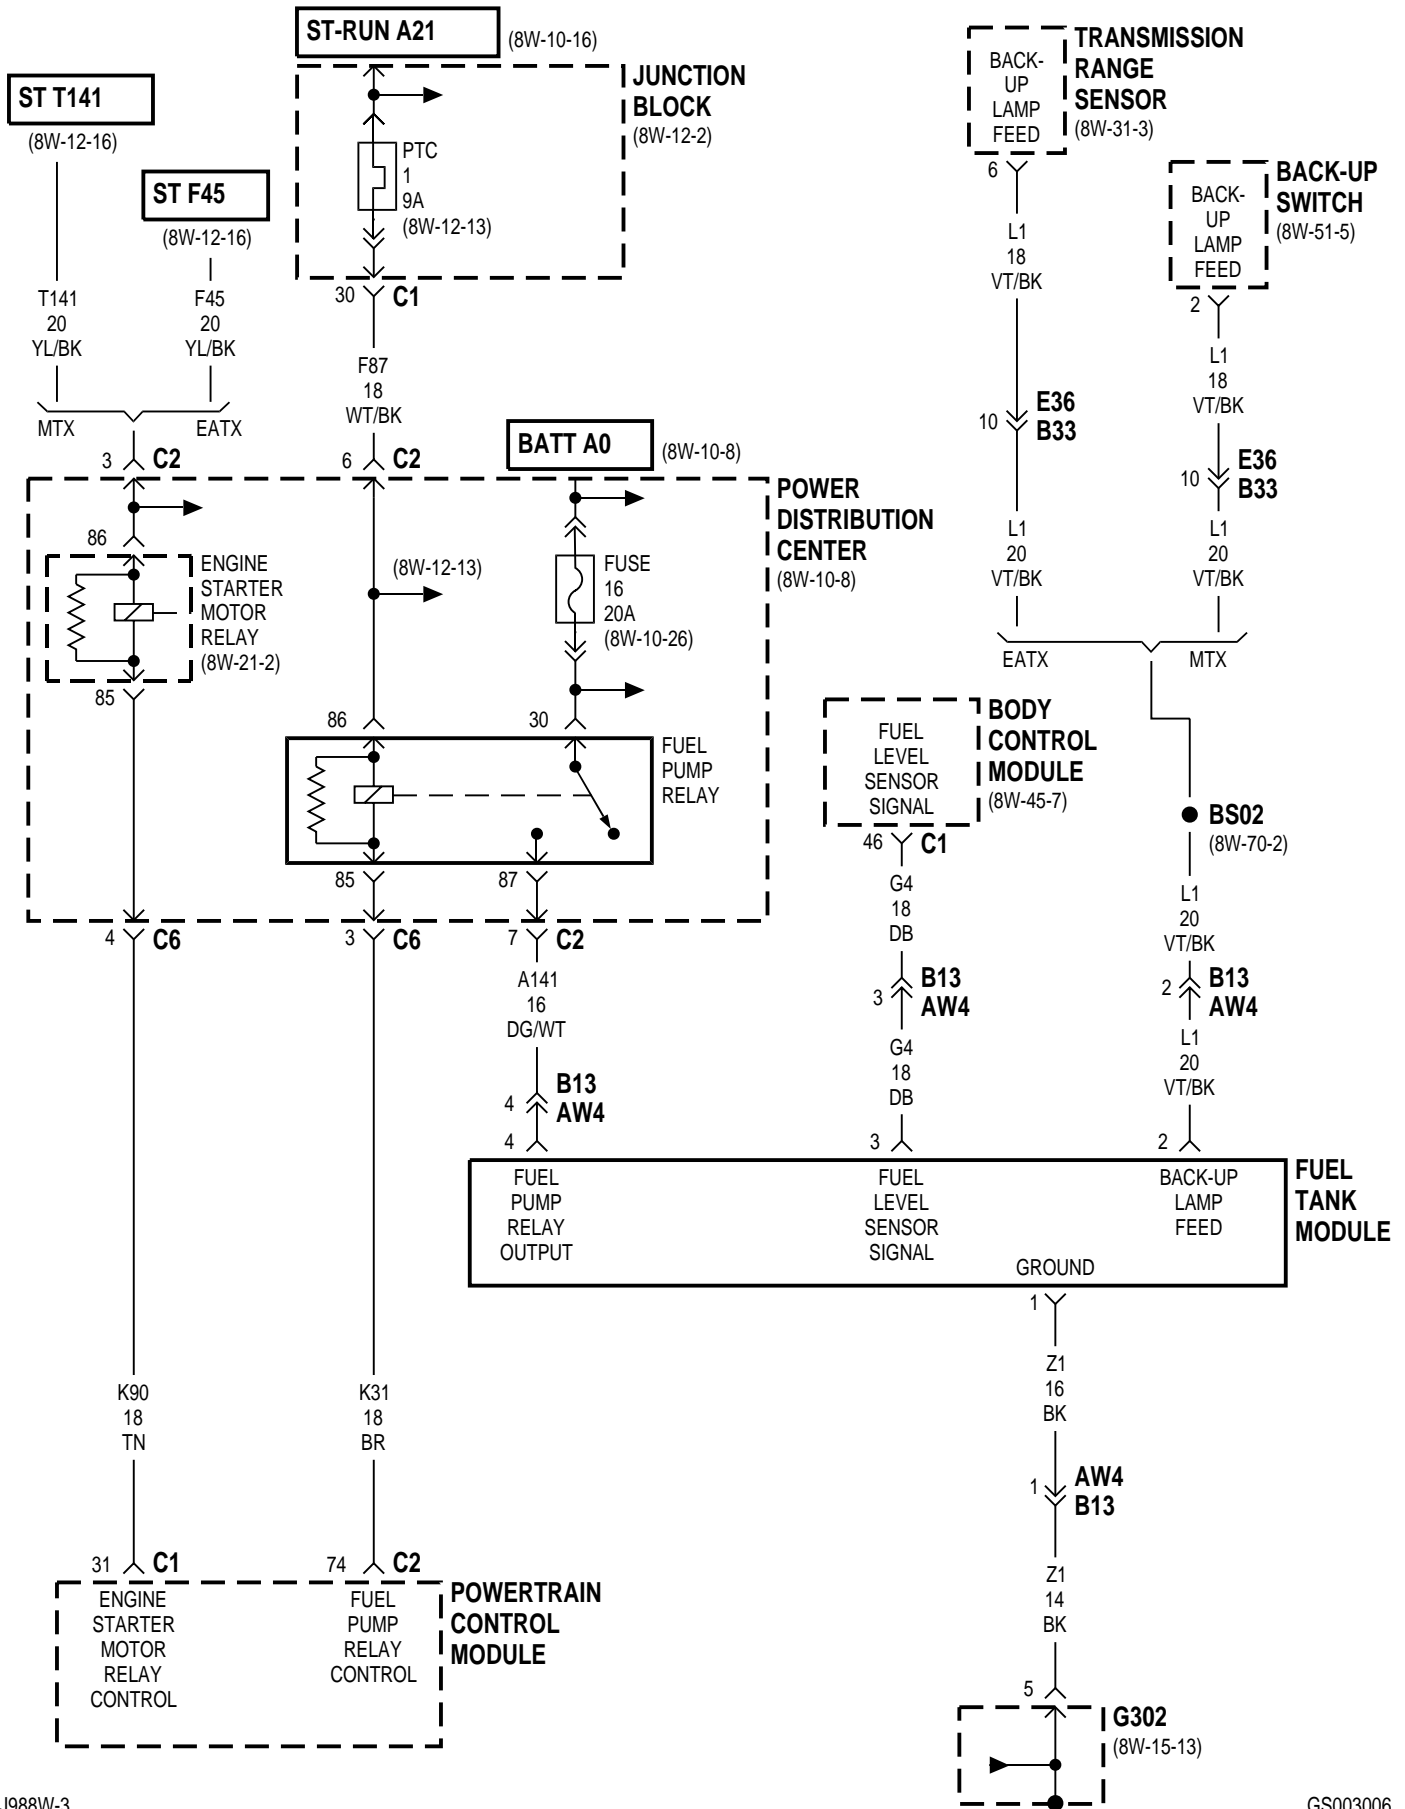 ST-RUN A21
(8W-10-16)
ST T141
(8W-12-16)
ST F45
(8W-12-16)
JUNCTION
BLOCK
(8W-12-2)
PTC
1
9A
(8W-12-13)
30
C1
T141
20
YL/BK
F45
20
YL/BK
F87
18
WT/BK
MTX
EATX
3
C2
6
C2
BATT A0
(8W-10-8)
TRANSMISSION
RANGE
SENSOR
(8W-31-3)
BACK-
UP
LAMP
FEED
6
L1
18
VT/BK
BACK-UP
SWITCH
(8W-51-5)
BACK-
UP
LAMP
FEED
2
L1
18
VT/BK
10
E36
B33
10
E36
B33
L1
20
VT/BK
L1
20
VT/BK
EATX
MTX
POWER
DISTRIBUTION
CENTER
(8W-10-8)
86
ENGINE
STARTER
MOTOR
RELAY
(8W-21-2)
85
(8W-12-13)
FUSE
16
20A
(8W-10-26)
86
30
FUEL
PUMP
RELAY
85
87
4
C6
3
C6
7
C2
BODY
CONTROL
MODULE
(8W-45-7)
FUEL
LEVEL
SENSOR
SIGNAL
46
C1
G4
18
DB
BS02
(8W-70-2)
L1
20
VT/BK
A141
16
DG/WT
3
B13
AW4
2
B13
AW4
G4
18
DB
L1
20
VT/BK
4
B13
AW4
4
3
2
FUEL
PUMP
RELAY
OUTPUT
FUEL
LEVEL
SENSOR
SIGNAL
BACK-UP
LAMP
FEED
GROUND
FUEL
TANK
MODULE
1
Z1
16
BK
K90
18
TN
K31
18
BR
1
AW4
B13
Z1
14
BK
31
C1
74
C2
ENGINE
STARTER
MOTOR
RELAY
CONTROL
FUEL
PUMP
RELAY
CONTROL
POWERTRAIN
CONTROL
MODULE
5
G302
(8W-15-13)
J988W-3
GS003006